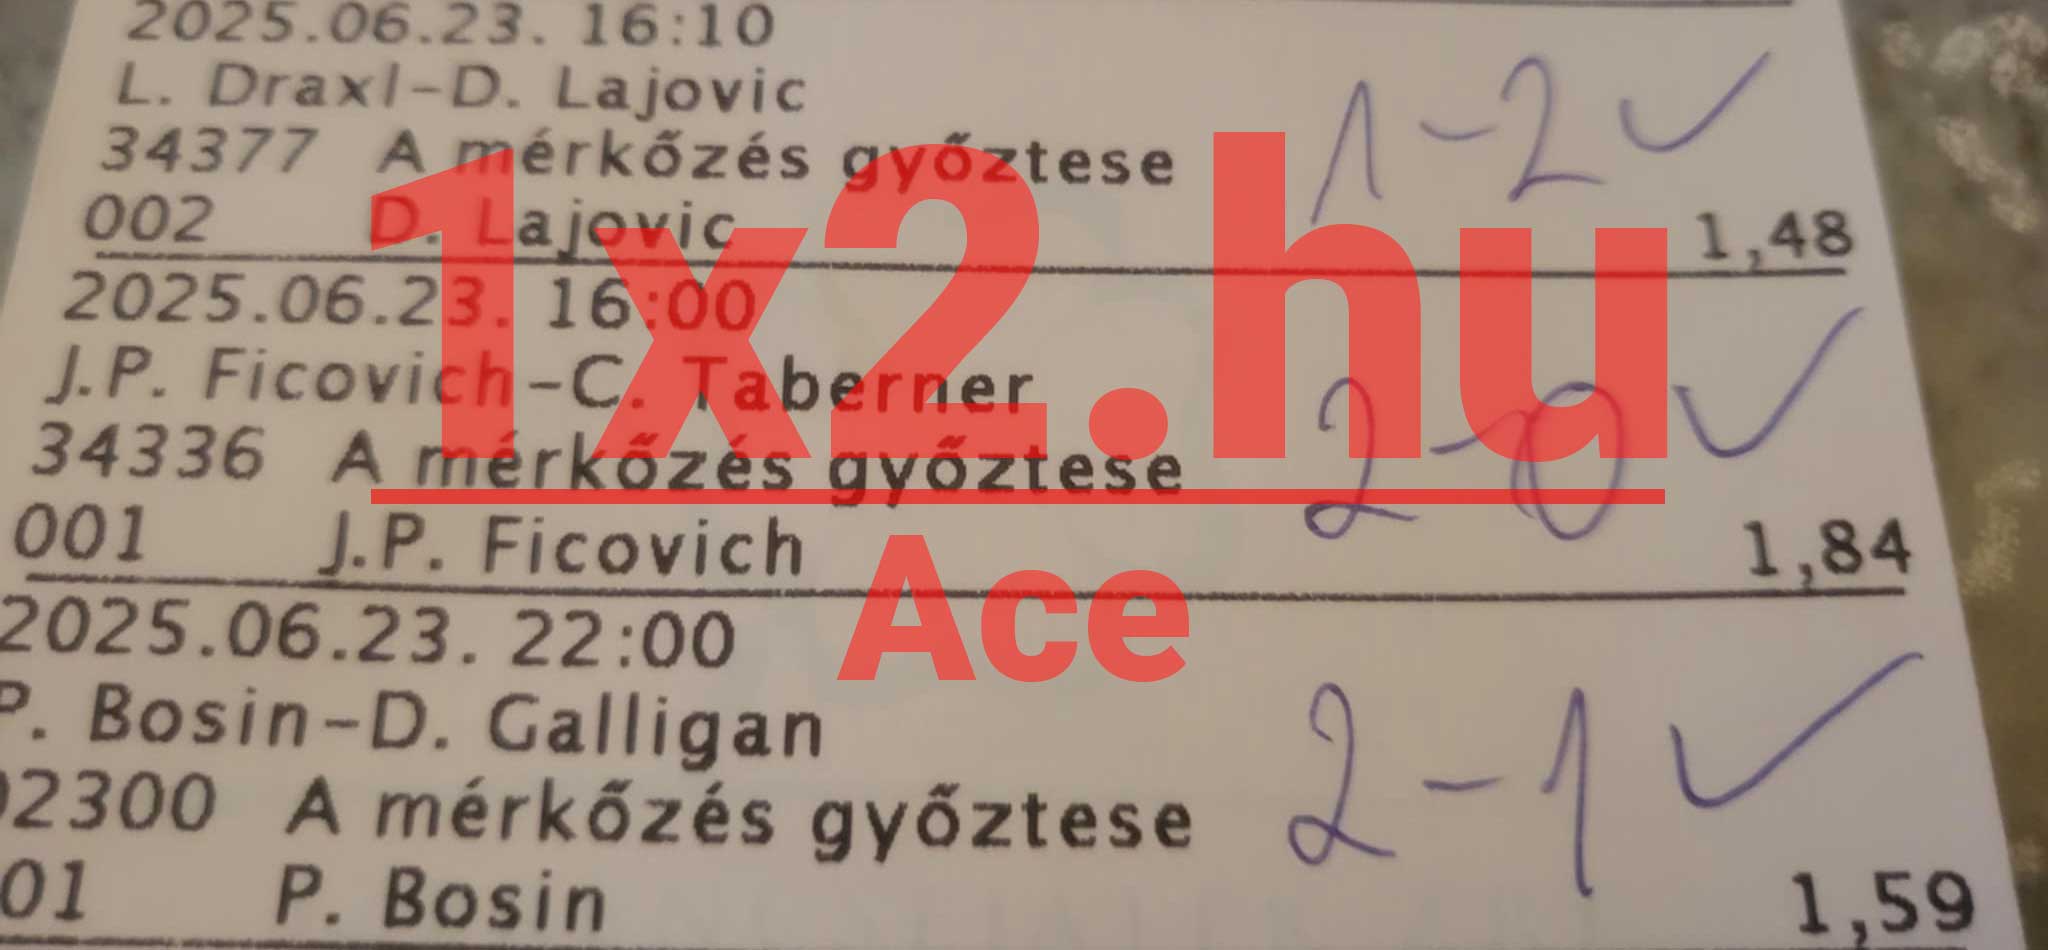 2025.06.23. 16:10
L. Draxl-D. Lajovic
34377 A mérkőzés győztese 1-2 ✓
002 D. Lajovic 1,48
2025.06.23. 16:00
J.P. Ficovich-C. Taberner
34336 A mérkőzés győztese 2-0 ✓
001 J.P. Ficovich 1,84
2025.06.23. 22:00
P. Bosin-D. Galligan
02300 A mérkőzés győztese 2-1 ✓
01 P. Bosin 1,59
1x2.hu
Ace